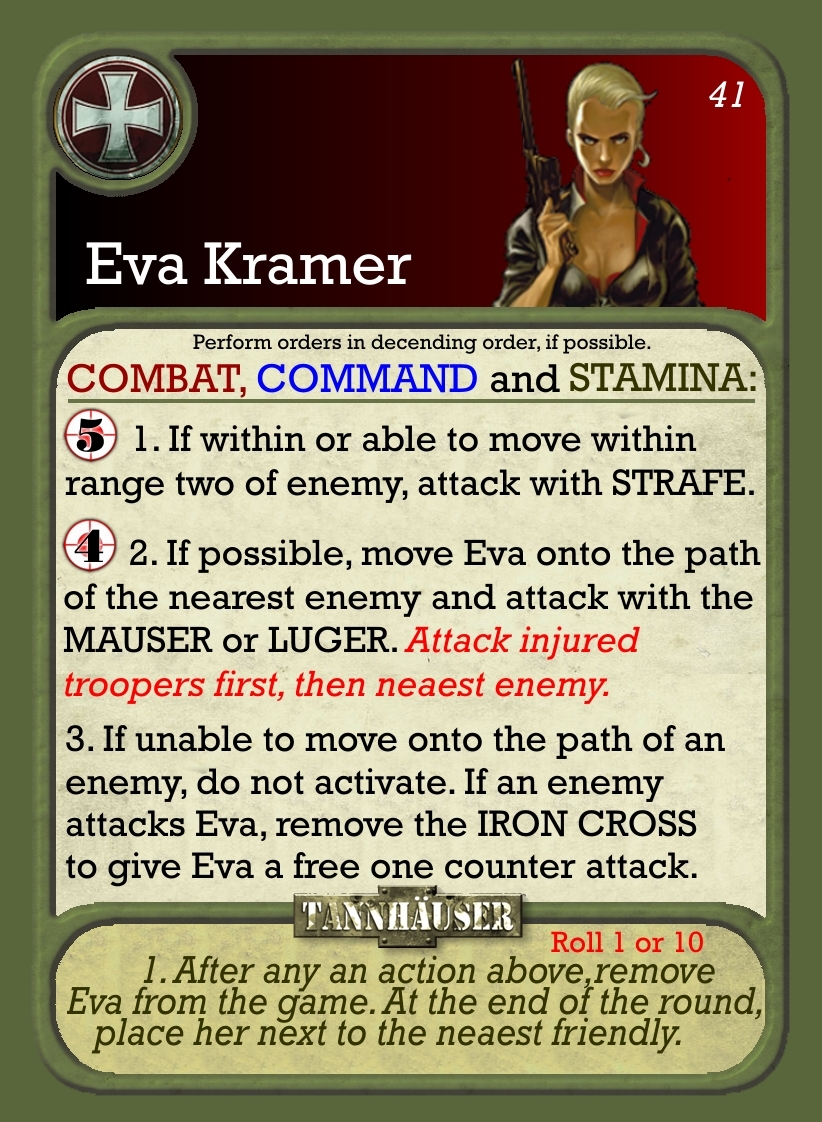 41
Eva Kramer
Perform orders in decending order, if possible.
COMBAT, COMMAND and STAMINA:
5 1. If within or able to move within
range two of enemy, attack with STRAFE.
4 2. If possible, move Eva onto the path
of the nearest enemy and attack with the
MAUSER or LUGER. Attack injured
troopers first, then neaest enemy.
3. If unable to move onto the path of an
enemy, do not activate. If an enemy
attacks Eva, remove the IRON CROSS
to give Eva a free one counter attack.
TANNHÄUSER
Roll 1 or 10
1. After any an action above,remove
Eva from the game. At the end of the round,
place her next to the neaest friendly.